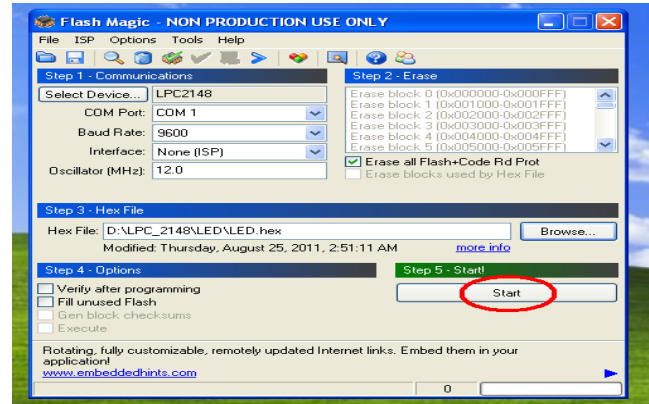 Flash Magic - NON PRODUCTION USE ONLY
File ISP Options Tools Help
Step 1 - Communications
Select Device... LPC2148
COM Port: COM 1
Baud Rate: 9600
Interface: None (ISP)
Oscillator (MHz): 12.0
Step 2 - Erase
Erase block 0 (0x000000-0x000FFF)
Erase block 1 (0x001000-0x001FFF)
Erase block 2 (0x002000-0x002FFF)
Erase block 3 (0x003000-0x003FFF)
Erase block 4 (0x004000-0x004FFF)
Erase block 5 (0x005000-0x005FFF)
Erase all Flash+Code Rd Prot
Erase blocks used by Hex File
Step 3 - Hex File
Hex File: D:\LPC_2148\LED\LED.hex Browse...
Modified: Thursday, August 25, 2011, 2:51:11 AM more info
Step 4 - Options
Verify after programming
Fill unused Flash
Gen block checksums
Execute
Step 5 - Start!
Start
Rotating, fully customizable, remotely updated Internet links. Embed them in your
application!
www.embeddedhints.com
0